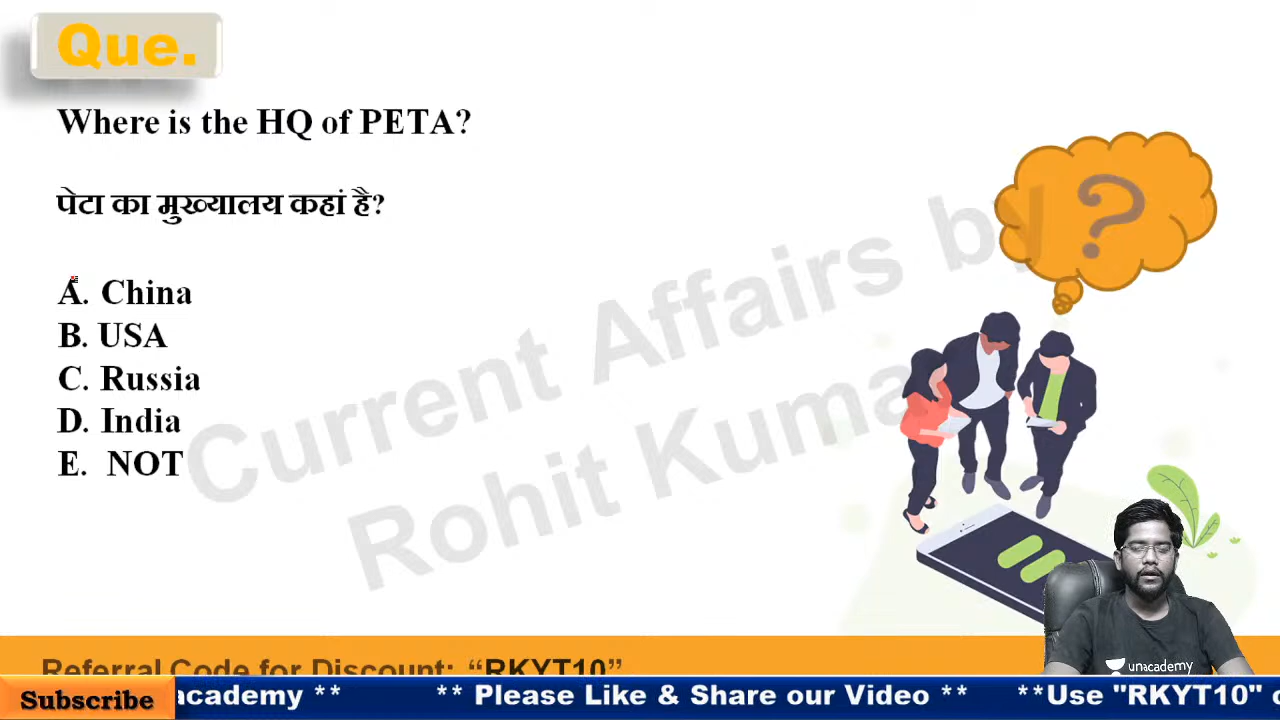 Que.
Where is the HQ of PETA?
पेटा का मुख्यालय कहां है?
A. China
B. USA
C. Russia
D. India
E. NOT
Current Affairs by
Rohit Kumar
unacademy
Referral Code for Discount: “RKYT10”
Subscribe
nacademy ** ** Please Like & Share our Video ** **Use "RKYT10"